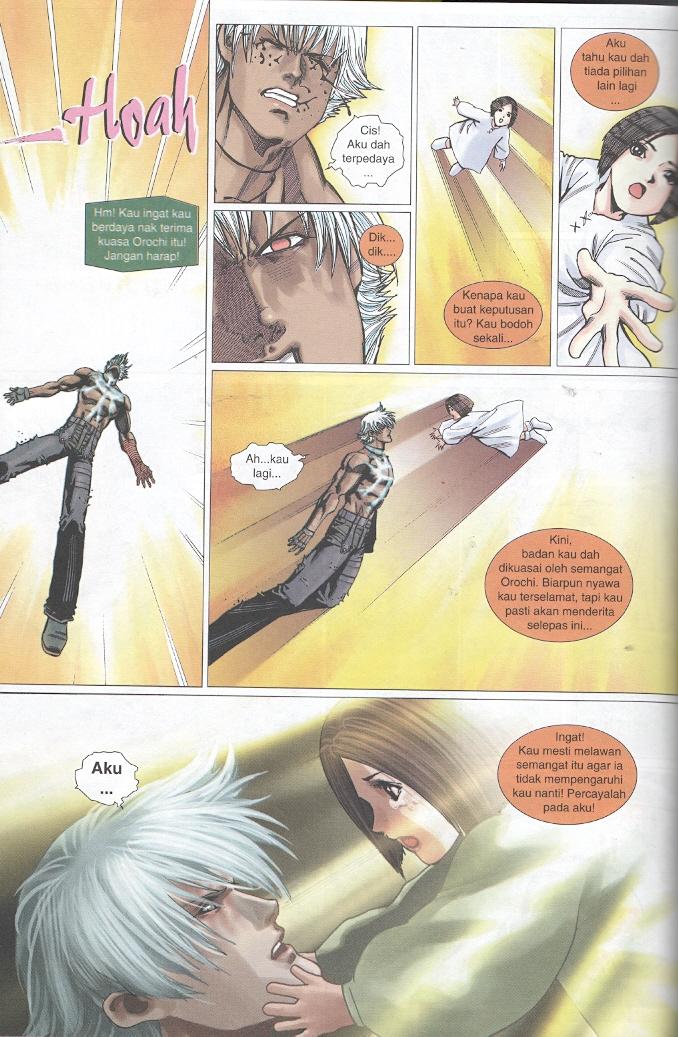 Hoah
Hm! Kau ingat kau
berdaya nak terima
kuasa Orochi itu!
Jangan harap!
Cis!
Aku dah
terpedaya
...
Dik...
dik....
Kenapa kau
buat keputusan
itu? Kau bodoh
sekali...
Aku
tahu kau dah
tiada pilihan
lain lagi
...
Ah...kau
lagi...
Kini,
badan kau dah
dikuasai oleh semangat
Orochi. Biarpun nyawa
kau terselamat, tapi kau
pasti akan menderita
selepas ini...
Aku
...
Ingat!
Kau mesti melawan
semangat itu agar ia
tidak mempengaruhi
kau nanti! Percayalah
pada aku!